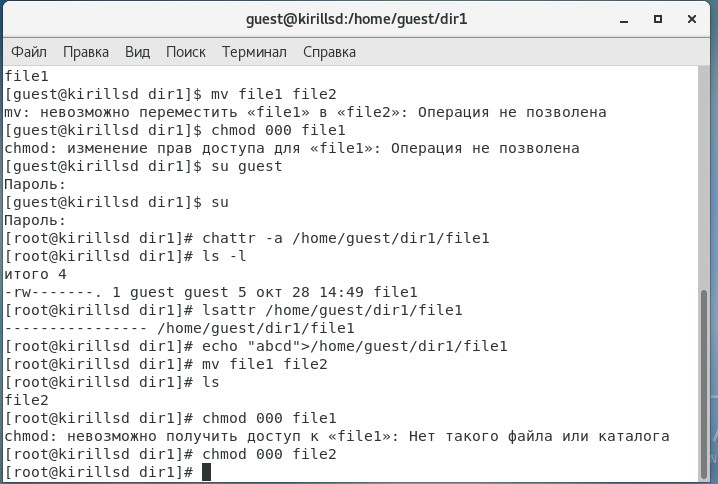 guest@kirillsd:/home/guest/dir1
Файл Правка Вид Поиск Терминал Справка
file1
[guest@kirillsd dir1]$ mv file1 file2
mv: невозможно переместить «file1» в «file2»: Операция не позволена
[guest@kirillsd dir1]$ chmod 000 file1
chmod: изменение прав доступа для «file1»: Операция не позволена
[guest@kirillsd dir1]$ su guest
Пароль:
[guest@kirillsd dir1]$ su
Пароль:
[root@kirillsd dir1]# chattr -a /home/guest/dir1/file1
[root@kirillsd dir1]# ls -l
итого 4
-rw-------. 1 guest guest 5 окт 28 14:49 file1
[root@kirillsd dir1]# lsattr /home/guest/dir1/file1
---------------- /home/guest/dir1/file1
[root@kirillsd dir1]# echo "abcd">/home/guest/dir1/file1
[root@kirillsd dir1]# mv file1 file2
[root@kirillsd dir1]# ls
file2
[root@kirillsd dir1]# chmod 000 file1
chmod: невозможно получить доступ к «file1»: Нет такого файла или каталога
[root@kirillsd dir1]# chmod 000 file2
[root@kirillsd dir1]#